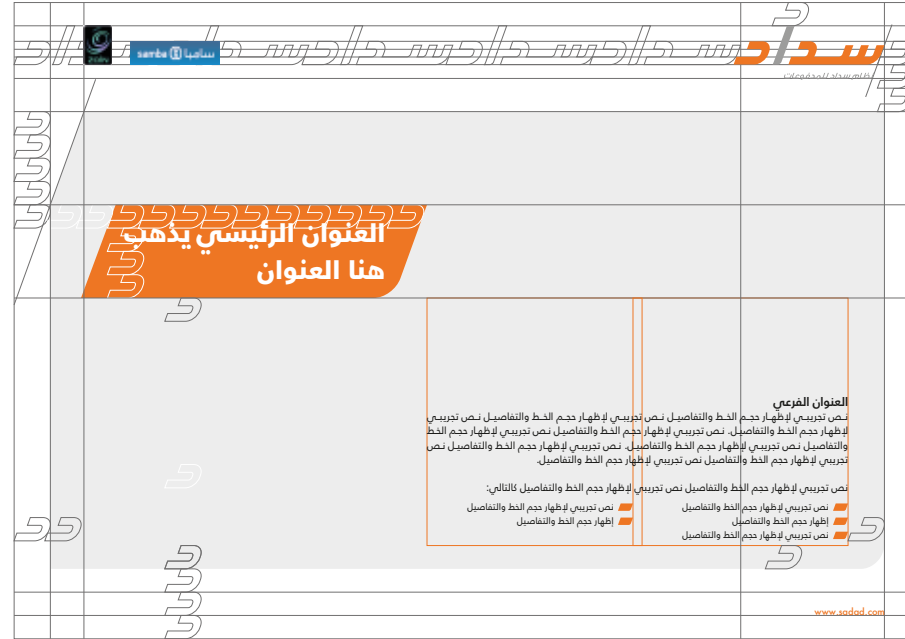 سداد
نظام سداد للمدفوعات
samba سامبا
العنوان الرئيسي يذهب
هنا العنوان
العنوان الفرعي
نص تجريبي لإظهار حجم الخط والتفاصيل نص تجريبي لإظهار حجم الخط والتفاصيل نص تجريبي
لإظهار حجم الخط والتفاصيل. نص تجريبي لإظهار حجم الخط والتفاصيل نص تجريبي لإظهار حجم الخط
والتفاصيل نص تجريبي لإظهار حجم الخط والتفاصيل. نص تجريبي لإظهار حجم الخط والتفاصيل نص
تجريبي لإظهار حجم الخط والتفاصيل نص تجريبي لإظهار حجم الخط والتفاصيل.
نص تجريبي لإظهار حجم الخط والتفاصيل نص تجريبي لإظهار حجم الخط والتفاصيل كالتالي:
نص تجريبي لإظهار حجم الخط والتفاصيل
إظهار حجم الخط والتفاصيل
نص تجريبي لإظهار حجم الخط والتفاصيل
نص تجريبي لإظهار حجم الخط والتفاصيل
إظهار حجم الخط والتفاصيل
www.sadad.com